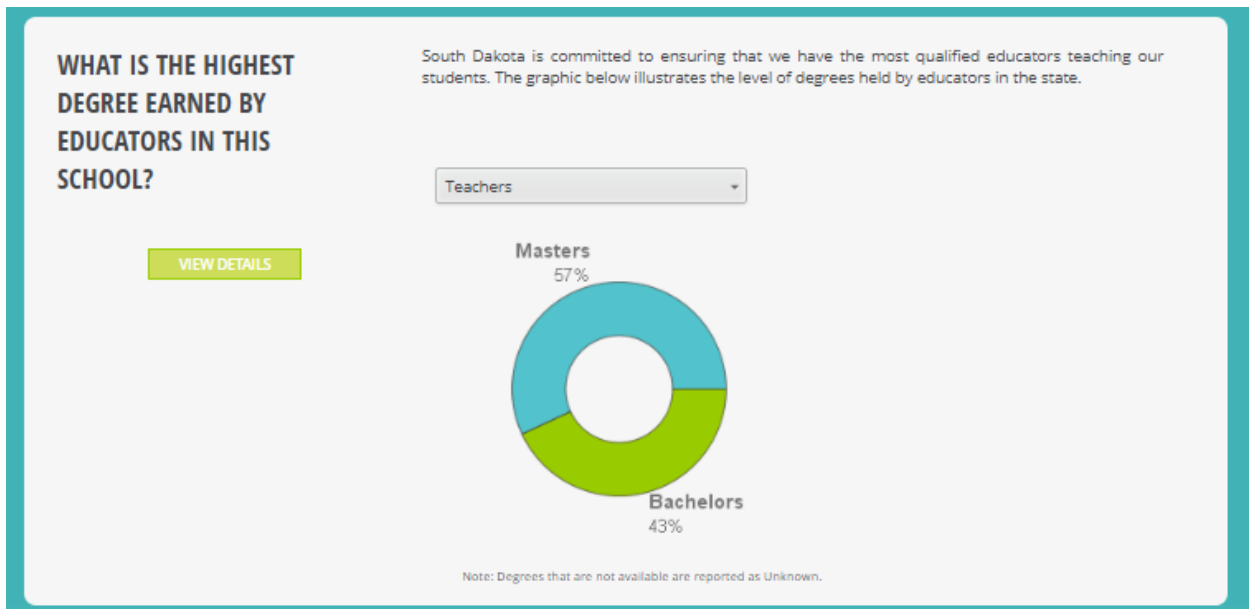 WHAT IS THE HIGHEST
DEGREE EARNED BY
EDUCATORS IN THIS
SCHOOL?
VIEW DETAILS
South Dakota is committed to ensuring that we have the most qualified educators teaching our
students. The graphic below illustrates the level of degrees held by educators in the state.
Teachers
Masters
57%
Bachelors
43%
Note: Degrees that are not available are reported as Unknown.